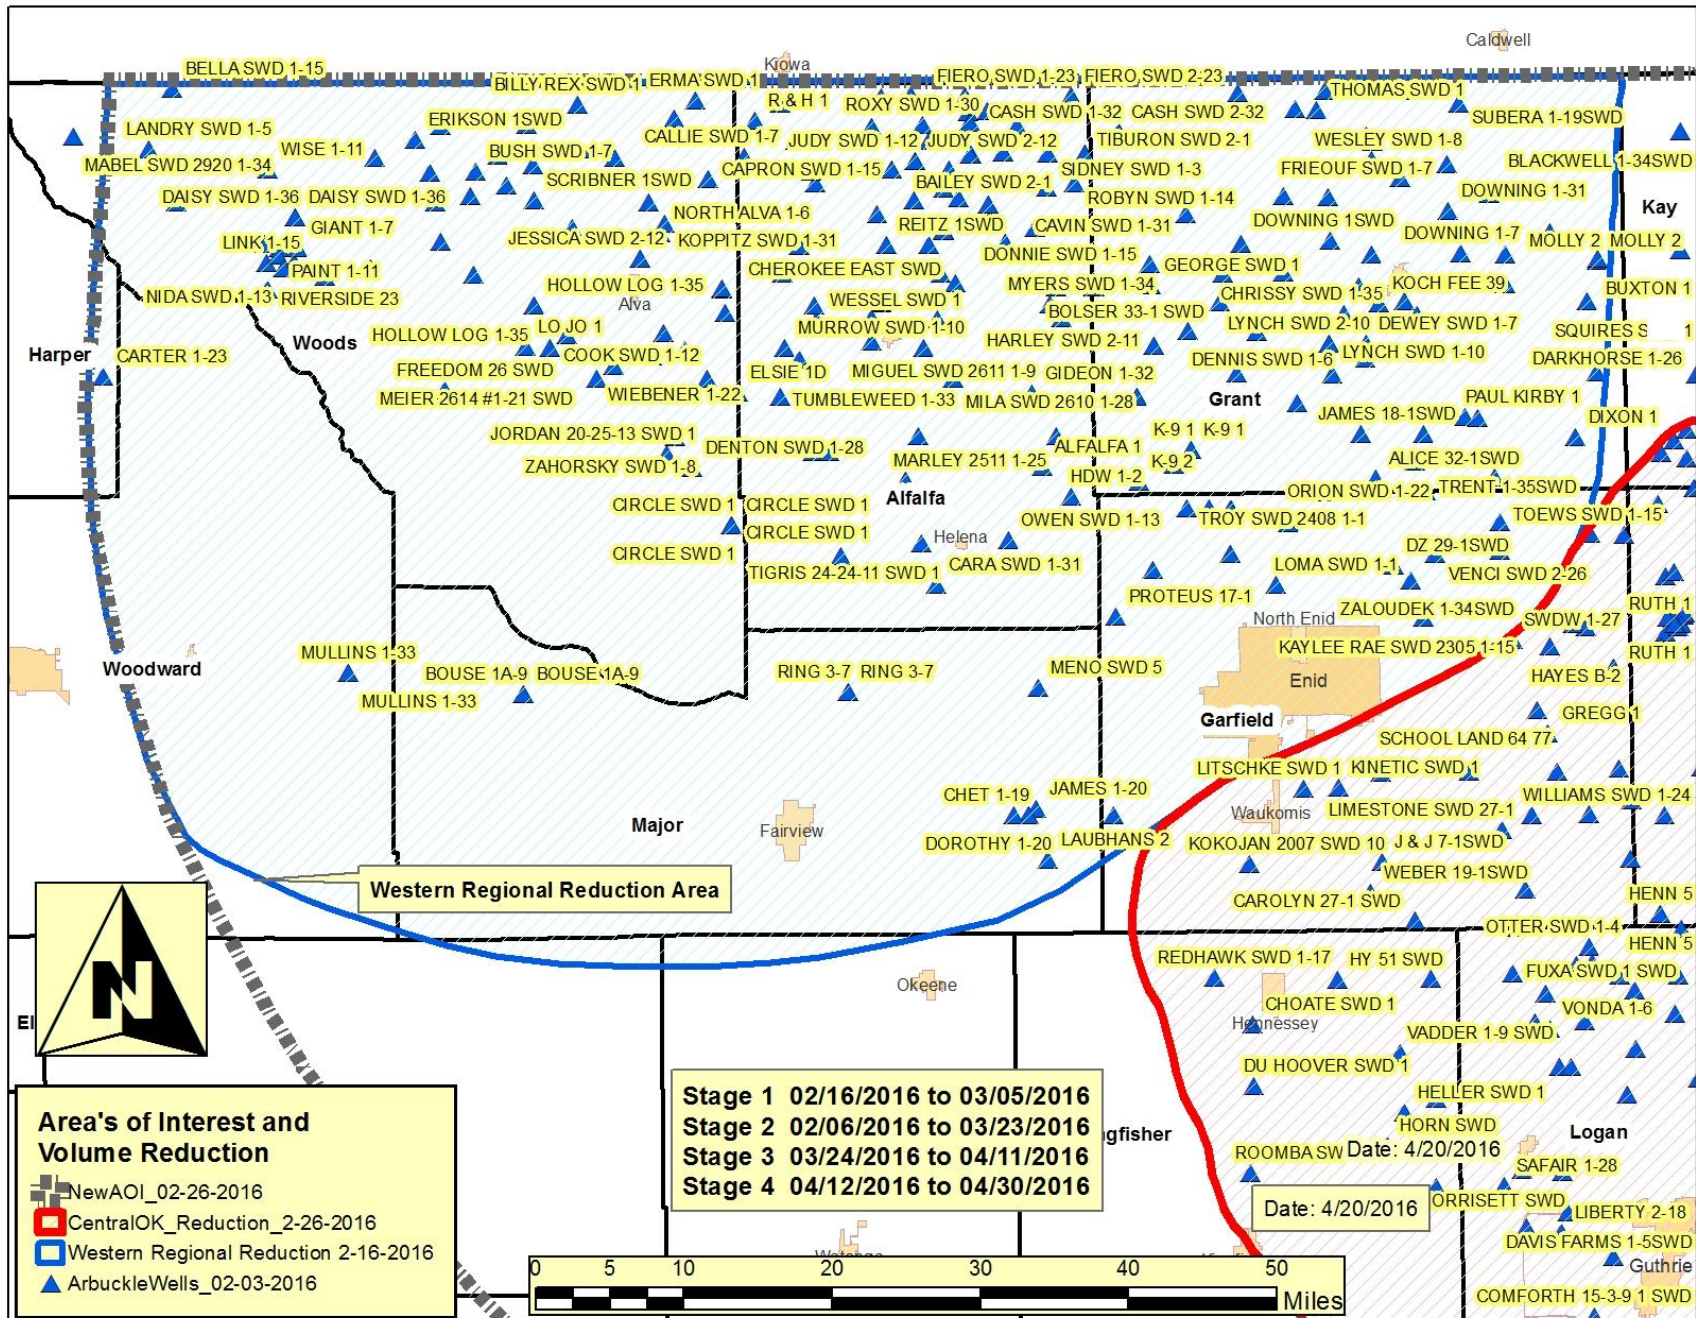 Caldwell
Kiowa
BELLA SWD 1-15
BILLY REX SWD 1
ERMA SWD 1
FIERO SWD 1-23
FIERO SWD 2-23
THOMAS SWD 1
R & H 1
ROXY SWD 1-30
CASH SWD 1-32
CASH SWD 2-32
SUBERA 1-19SWD
LANDRY SWD 1-5
ERIKSON 1SWD
CALLIE SWD 1-7
JUDY SWD 1-12
JUDY SWD 2-12
TIBURON SWD 2-1
WESLEY SWD 1-8
MABEL SWD 2920 1-34
WISE 1-11
BUSH SWD 1-7
CAPRON SWD 1-15
SIDNEY SWD 1-3
FRIEOUF SWD 1-7
BLACKWELL 1-34SWD
SCRIBNER 1SWD
BAILEY SWD 2-1
DAISY SWD 1-36
DAISY SWD 1-36
ROBYN SWD 1-14
DOWNING 1-31
Kay
GIANT 1-7
NORTH ALVA 1-6
REITZ 1SWD
CAVIN SWD 1-31
DOWNING 1SWD
DOWNING 1-7
LINK 1-15
JESSICA SWD 2-12
KOPPITZ SWD 1-31
DONNIE SWD 1-15
MOLLY 2
MOLLY 2
PAINT 1-11
CHEROKEE EAST SWD
GEORGE SWD 1
NIDA SWD 1-13
RIVERSIDE 23
HOLLOW LOG 1-35
Alva
WESSEL SWD 1
MYERS SWD 1-34
CHRISSY SWD 1-35
KOCH FEE 39
BUXTON 1
BOLSER 33-1 SWD
HOLLOW LOG 1-35
LO JO 1
MURROW SWD 1-10
HARLEY SWD 2-11
LYNCH SWD 2-10
DEWEY SWD 1-7
SQUIRES S
1
Woods
Harper
CARTER 1-23
COOK SWD 1-12
DENNIS SWD 1-6
LYNCH SWD 1-10
DARKHORSE 1-26
FREEDOM 26 SWD
ELSIE 1D
MIGUEL SWD 2611 1-9
GIDEON 1-32
MEIER 2614 #1-21 SWD
WIEBENER 1-22
TUMBLEWEED 1-33
MILA SWD 2610 1-28
Grant
PAUL KIRBY 1
JAMES 18-1SWD
DIXON 1
JORDAN 20-25-13 SWD 1
DENTON SWD 1-28
ALFALFA 1
K-9 1
K-9 1
ZAHORSKY SWD 1-8
MARLEY 2511 1-25
K-9 2
ALICE 32-1SWD
HDW 1-2
Alfalfa
ORION SWD 1-22
TRENT 1-35SWD
CIRCLE SWD 1
CIRCLE SWD 1
OWEN SWD 1-13
TROY SWD 2408 1-1
TOEWS SWD 1-15
CIRCLE SWD 1
Helena
CIRCLE SWD 1
DZ 29-1SWD
TIGRIS 24-24-11 SWD 1
CARA SWD 1-31
LOMA SWD 1-1
VENCI SWD 2-26
PROTEUS 17-1
ZALOUDEK 1-34SWD
RUTH 1
North Enid
SWDW 1-27
MULLINS 1-33
KAYLEE RAE SWD 2305 1-15
RUTH 1
Woodward
BOUSE 1A-9
BOUSE 1A-9
RING 3-7
RING 3-7
MENO SWD 5
Enid
HAYES B-2
MULLINS 1-33
Garfield
GREGG 1
SCHOOL LAND 64 77
LITSCHKE SWD 1
KINETIC SWD 1
CHET 1-19
JAMES 1-20
WILLIAMS SWD 1-24
Waukomis
LIMESTONE SWD 27-1
Major
Fairview
DOROTHY 1-20
LAUBHANS 2
KOKOJAN 2007 SWD 10
J & J 7-1SWD
WEBER 19-1SWD
Western Regional Reduction Area
CAROLYN 27-1 SWD
HENN 5
OTTER SWD 1-4
HENN 5
N
REDHAWK SWD 1-17
HY 51 SWD
FUXA SWD 1 SWD
Okeene
CHOATE SWD 1
VONDA 1-6
El
Hennessey
VADDER 1-9 SWD
DU HOOVER SWD 1
HELLER SWD 1
Stage 1 02/16/2016 to 03/05/2016
Stage 2 02/06/2016 to 03/23/2016
Stage 3 03/24/2016 to 04/11/2016
Stage 4 04/12/2016 to 04/30/2016
ngfisher
HORN SWD
Logan
ROOMBA SW
Date: 4/20/2016
SAFAIR 1-28
Date: 4/20/2016
ORRISETT SWD
LIBERTY 2-18
DAVIS FARMS 1-5SWD
Guthrie
COMFORTH 15-3-9 1 SWD
Area's of Interest and
Volume Reduction
NewAOI_02-26-2016
CentralOK_Reduction_2-26-2016
Western Regional Reduction 2-16-2016
ArbuckleWells_02-03-2016
0 5 10 20 30 40 50
Miles